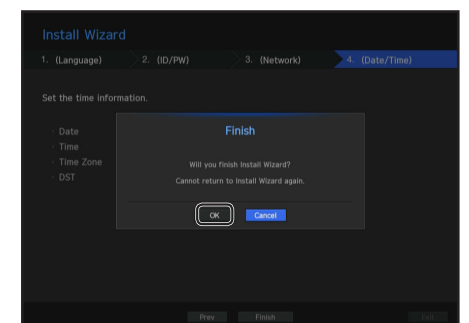 Install Wizard
1. (Language) 2. (ID/PW) 3. (Network) 4. (Date/Time)
Set the time information.
· Date
· Time
· Time Zone
· DST
Finish
Will you finish Install Wizard?
Cannot return to Install Wizard again.
OK Cancel
Prev Finish Exit